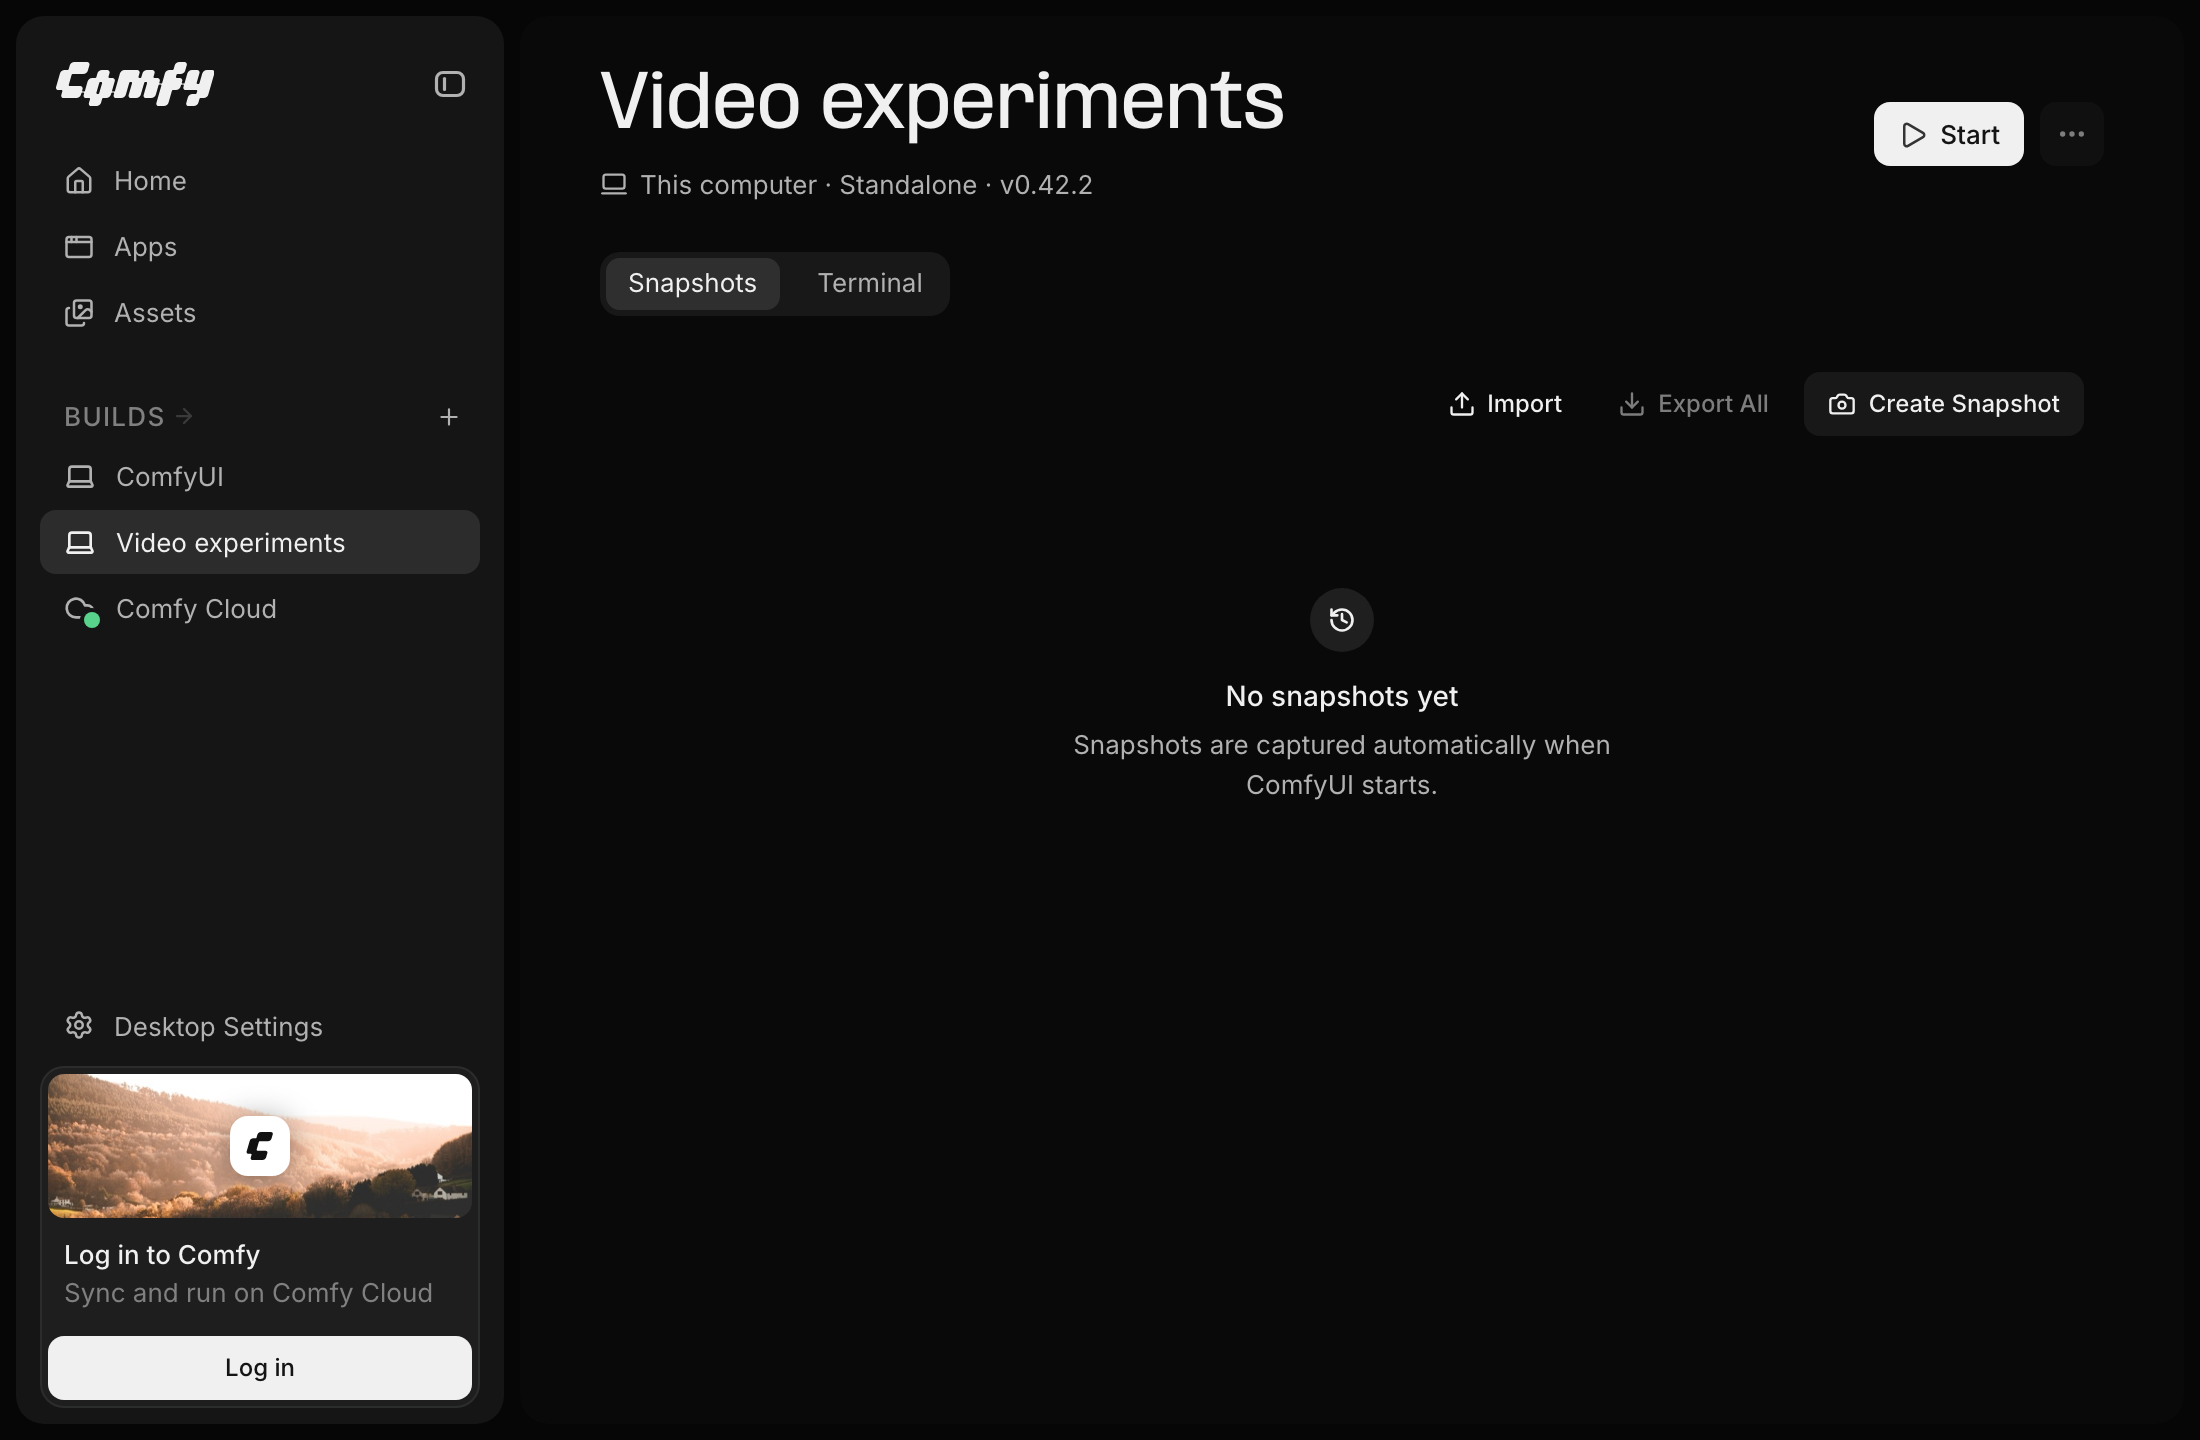 Comfy
Home
Apps
Assets
BUILDS
ComfyUI
Video experiments
Comfy Cloud
Desktop Settings
Log in to Comfy
Sync and run on Comfy Cloud
Log in
Video experiments
This computer · Standalone · v0.42.2
Start
Snapshots
Terminal
Import
Export All
Create Snapshot
No snapshots yet
Snapshots are captured automatically when
ComfyUI starts.